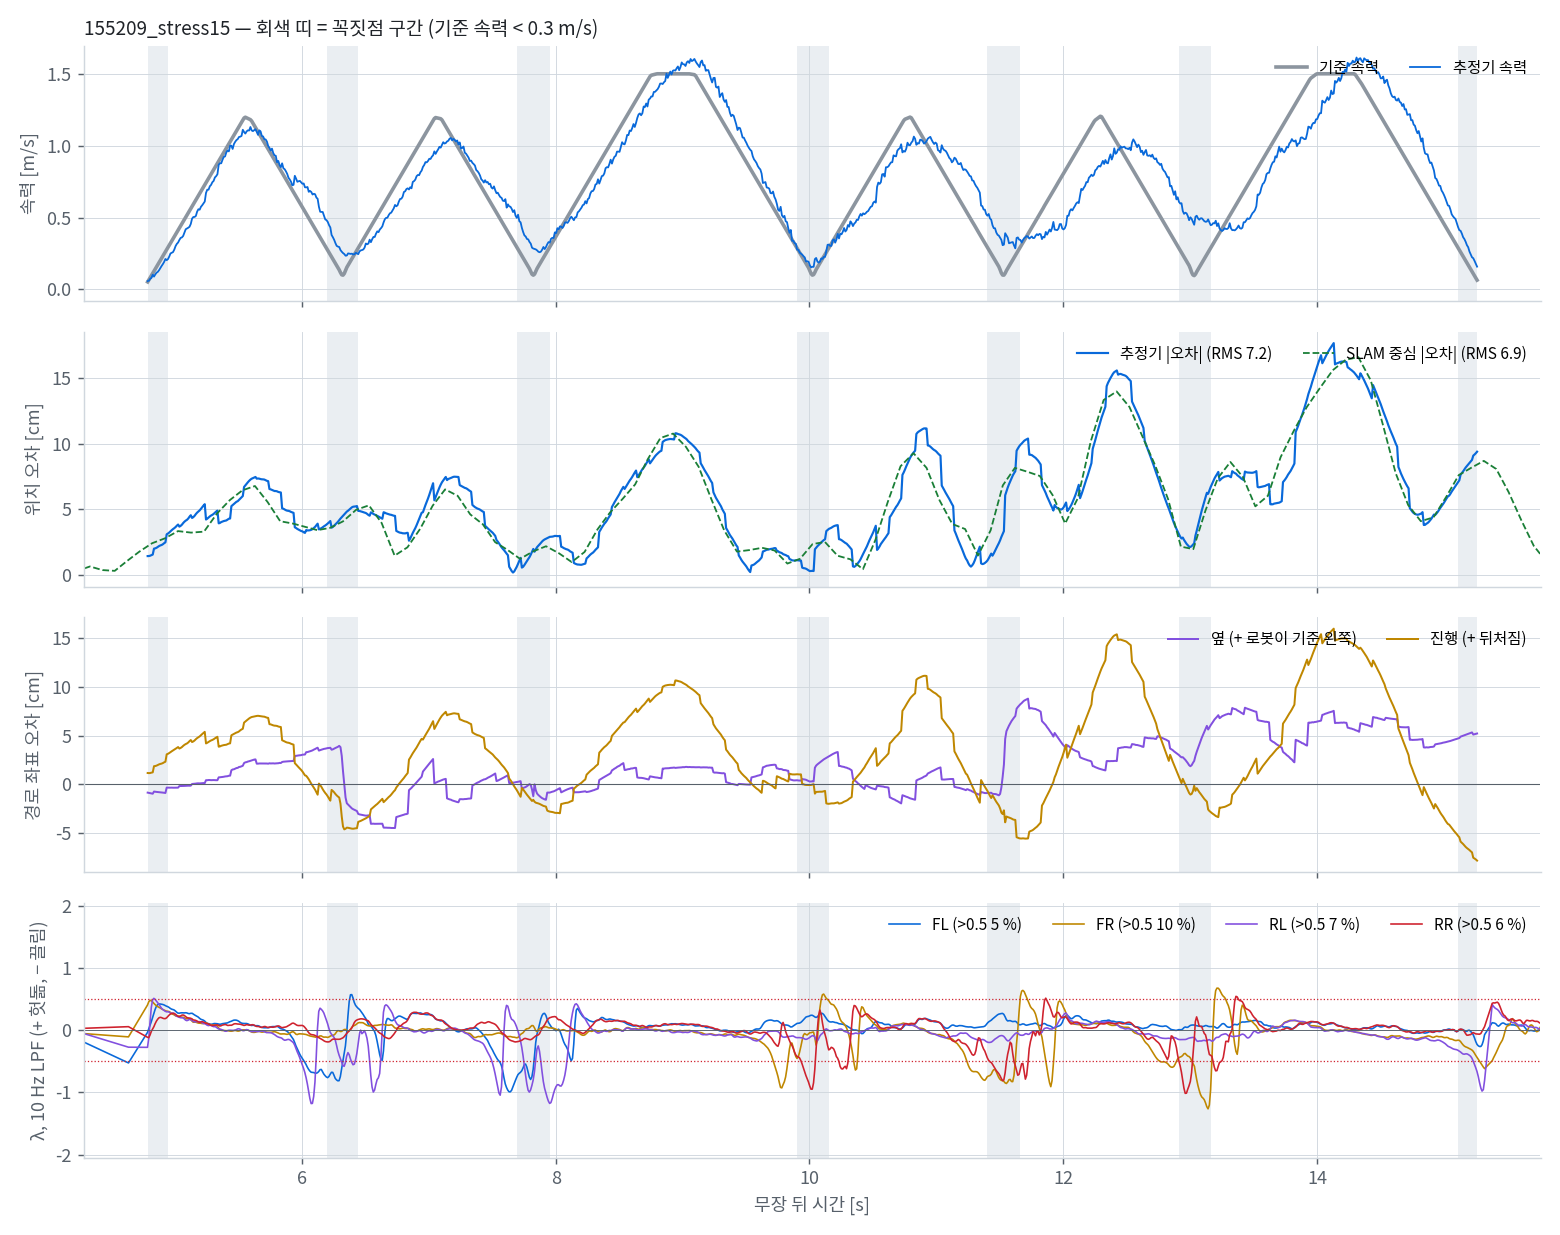 155209_stress15 — 회색 띠 = 꼭짓점 구간 (기준 속력 < 0.3 m/s)
기준 속력 추정기 속력
속력 [m/s]
1.5
1.0
0.5
0.0
추정기 |오차| (RMS 7.2) SLAM 중심 |오차| (RMS 6.9)
위치 오차 [cm]
15
10
5
0
옆 (+ 로봇이 기준 왼쪽) 진행 (+ 뒤처짐)
경로 좌표 오차 [cm]
15
10
5
0
-5
FL (>0.5 5 %) FR (>0.5 10 %) RL (>0.5 7 %) RR (>0.5 6 %)
λ, 10 Hz LPF (+ 헛돎, − 끌림)
2
1
0
-1
-2
6 8 10 12 14
무장 뒤 시간 [s]